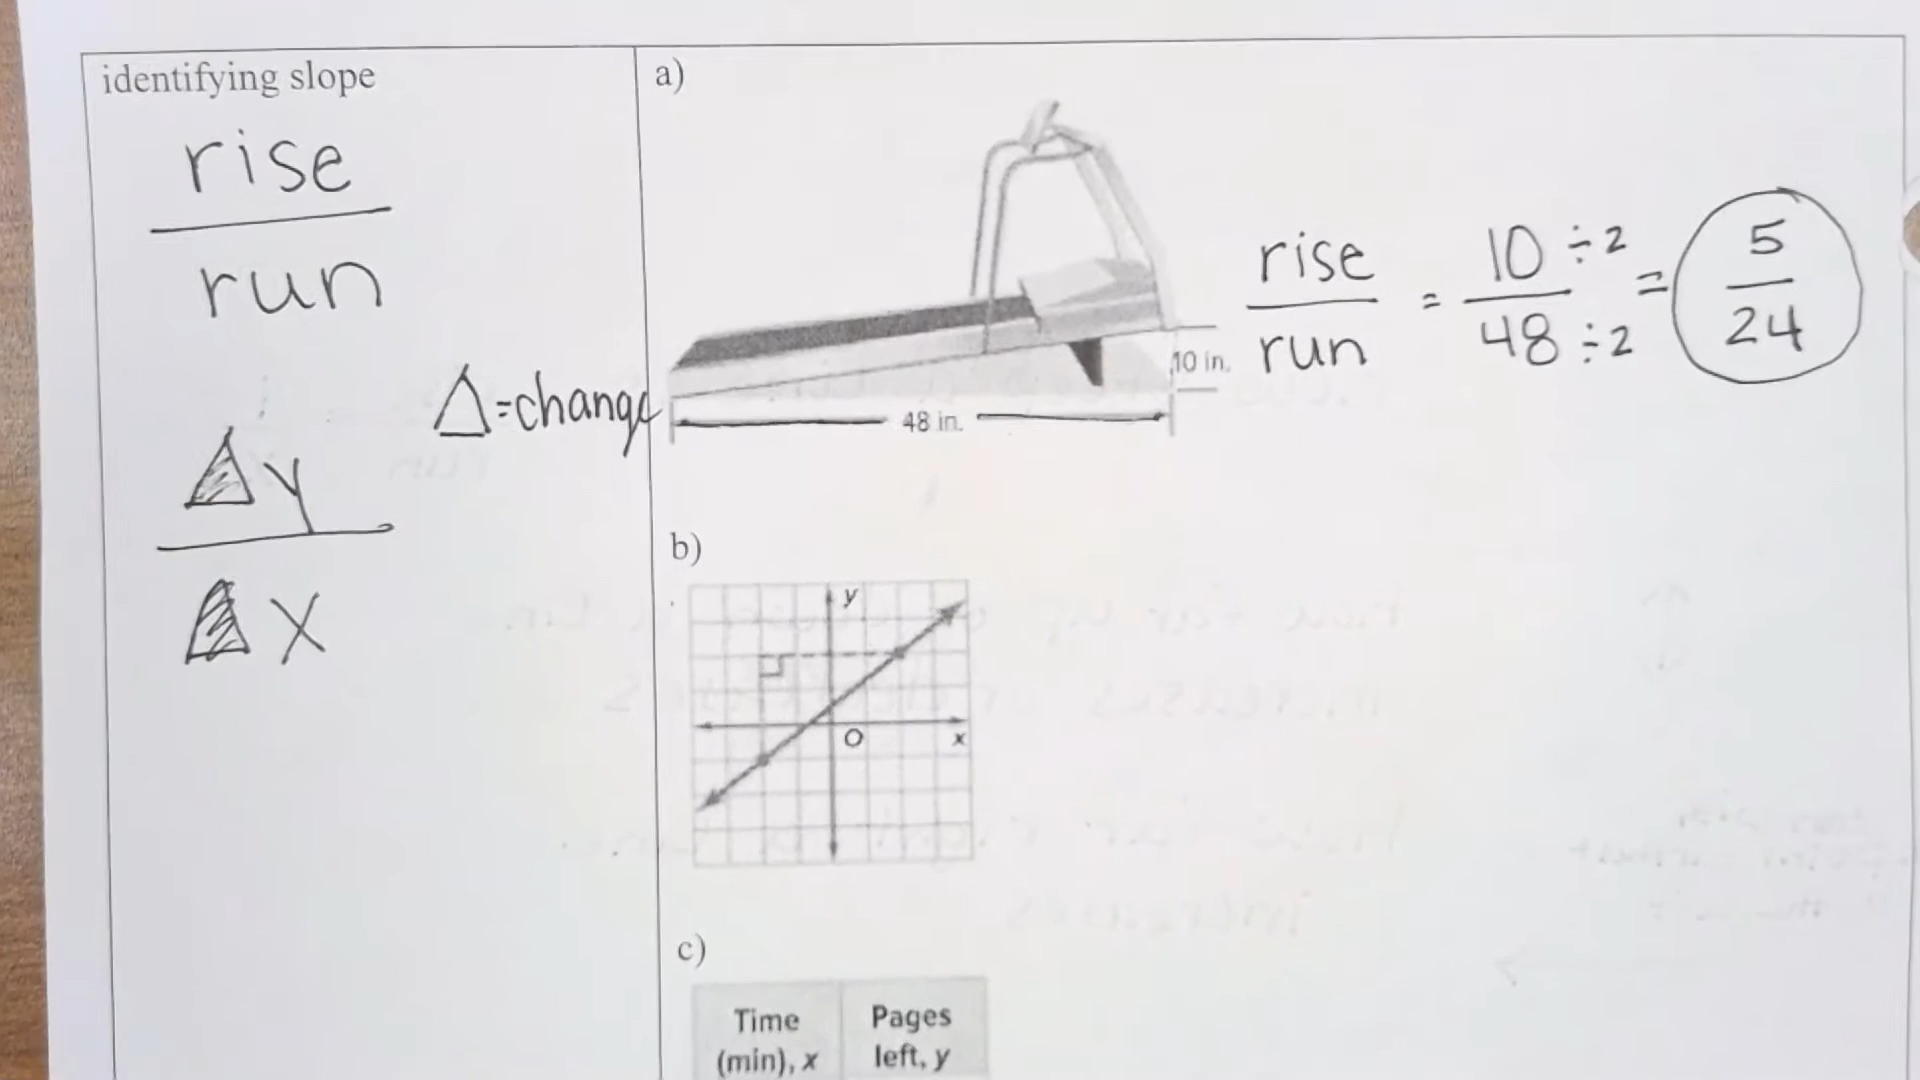 identifying slope
rise
run
Δ=change
Δy
Δx
a)
10 in.
48 in.
rise = 10 ÷2 = 5
run 48 ÷2 24
b)
y
O
x
c)
Time (min), x
Pages left, y